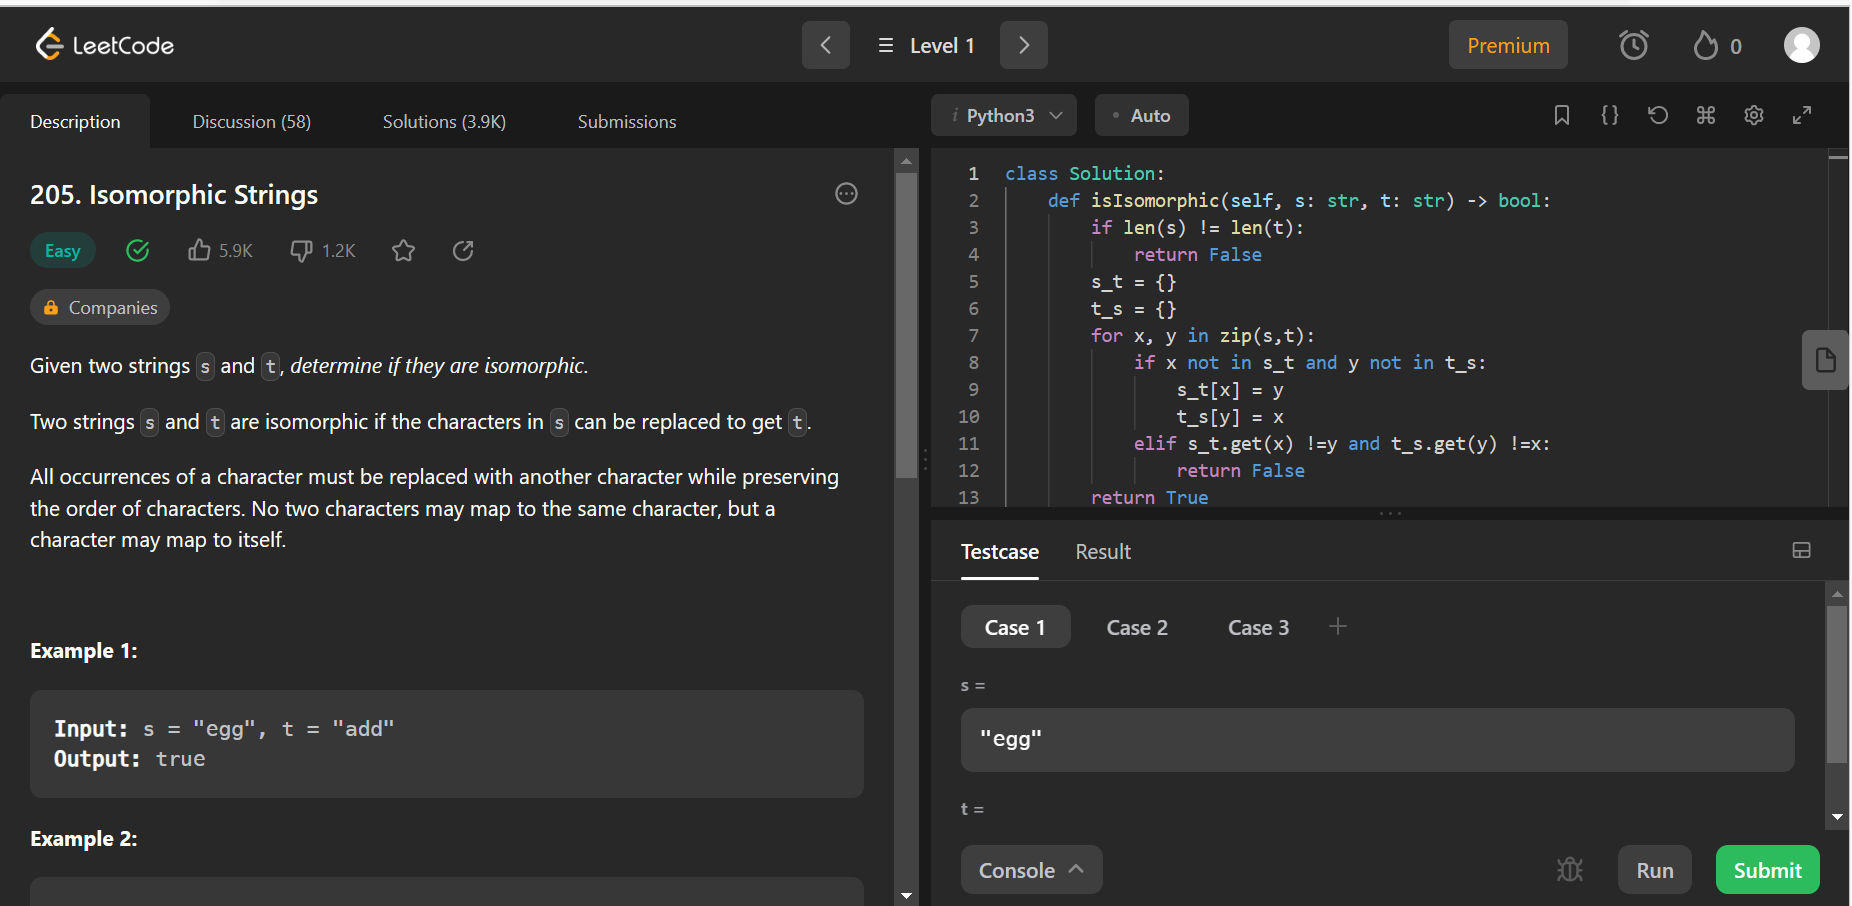 LeetCode
Level 1
Premium
0
Description
Discussion (58)
Solutions (3.9K)
Submissions
205. Isomorphic Strings
Easy
5.9K
1.2K
Companies
Given two strings s and t, determine if they are isomorphic.
Two strings s and t are isomorphic if the characters in s can be replaced to get t.
All occurrences of a character must be replaced with another character while preserving
the order of characters. No two characters may map to the same character, but a
character may map to itself.
Example 1:
Input: s = "egg", t = "add"
Output: true
Example 2:
i Python3
Auto
{}
1 class Solution:
2     def isIsomorphic(self, s: str, t: str) -> bool:
3         if len(s) != len(t):
4             return False
5         s_t = {}
6         t_s = {}
7         for x, y in zip(s,t):
8             if x not in s_t and y not in t_s:
9                 s_t[x] = y
10                 t_s[y] = x
11             elif s_t.get(x) !=y and t_s.get(y) !=x:
12                 return False
13         return True
Testcase
Result
Case 1
Case 2
Case 3
s =
"egg"
t =
Console
Run
Submit